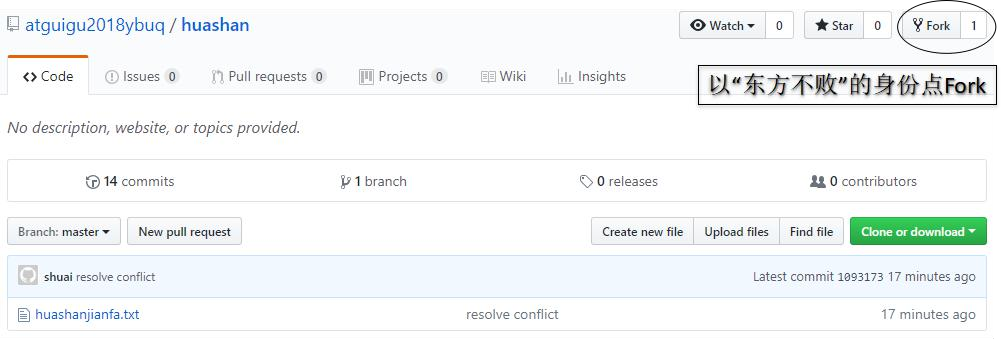 atguigu2018ybuq / huashan
Watch 0 Star 0 Fork 1
Code Issues 0 Pull requests 0 Projects 0 Wiki Insights
以“东方不败”的身份点Fork
No description, website, or topics provided.
14 commits 1 branch 0 releases 0 contributors
Branch: master New pull request Create new file Upload files Find file Clone or download
shuai resolve conflict Latest commit 1093173 17 minutes ago
huashanjianfa.txt resolve conflict 17 minutes ago